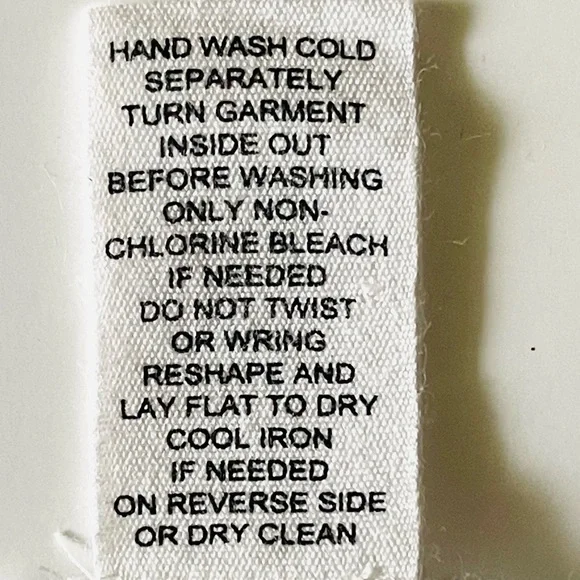 HAND WASH COLD
SEPARATELY
TURN GARMENT
INSIDE OUT
BEFORE WASHING
ONLY NON-
CHLORINE BLEACH
IF NEEDED
DO NOT TWIST
OR WRING
RESHAPE AND
LAY FLAT TO DRY
COOL IRON
IF NEEDED
ON REVERSE SIDE
OR DRY CLEAN